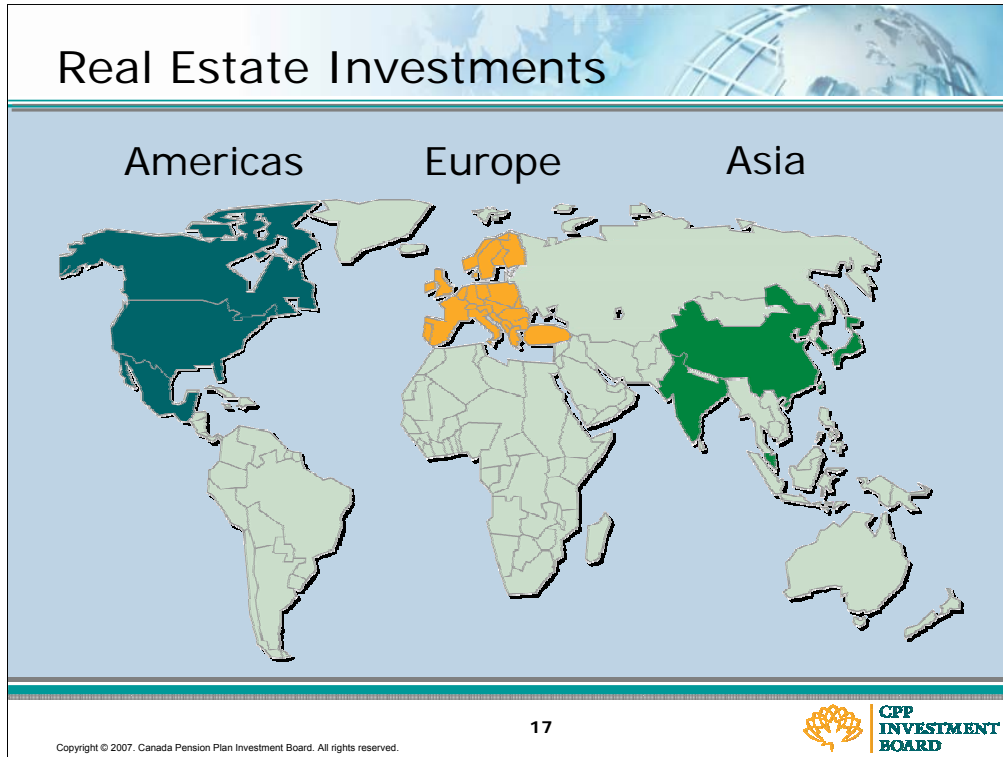 Real Estate Investments
Americas Europe Asia
17
Copyright © 2007. Canada Pension Plan Investment Board. All rights reserved.
CPP
INVESTMENT
BOARD